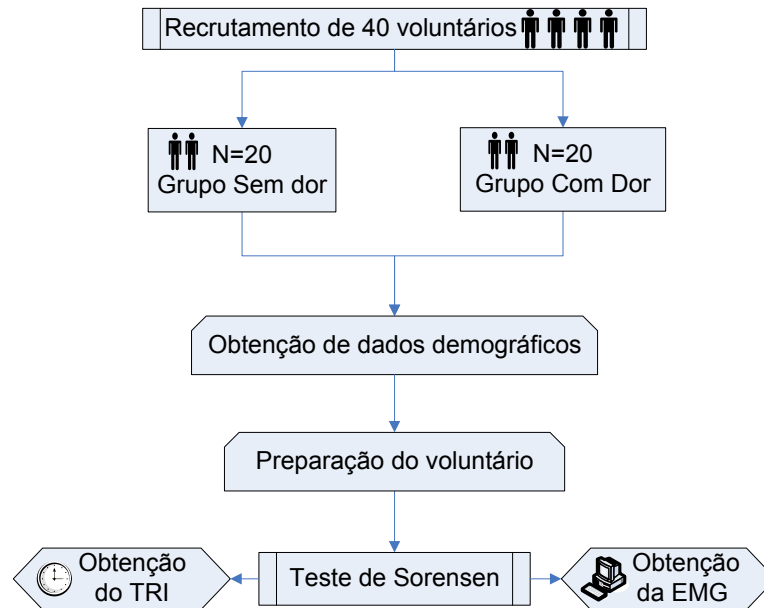 Recrutamento de 40 voluntários
N=20
Grupo Sem dor
N=20
Grupo Com Dor
Obtenção de dados demográficos
Preparação do voluntário
Obtenção
do TRI
Teste de Sorensen
Obtenção
da EMG